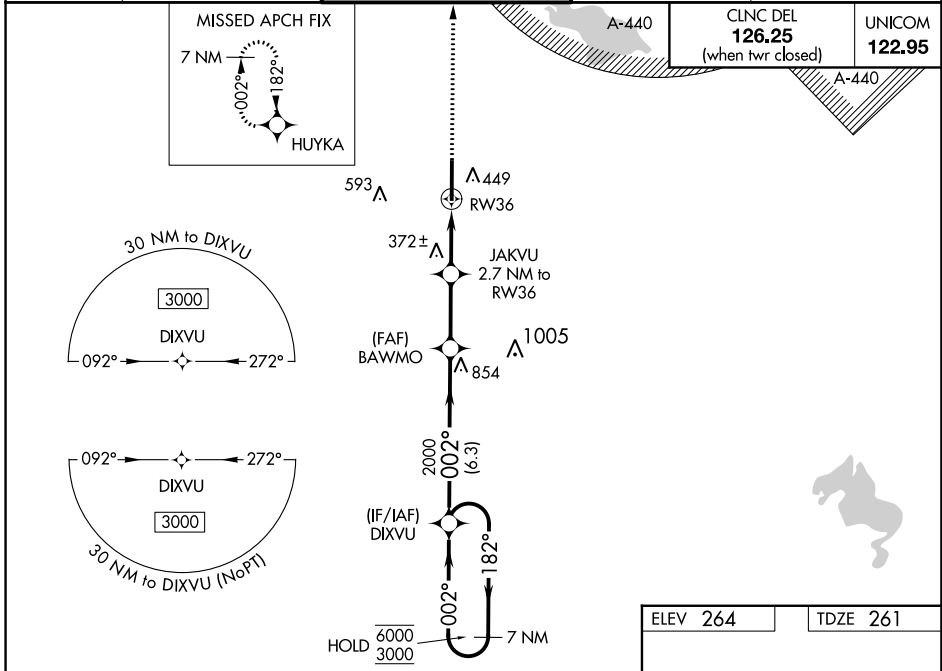 MISSED APCH FIX
7 NM
002°
182°
HUYKA
A-440
CLNC DEL
126.25
(when twr closed)
UNICOM
122.95
A-440
593
449
RW36
372±
JAKVU
2.7 NM to
RW36
30 NM to DIXVU
3000
DIXVU
092°
272°
(FAF)
BAWMO
1005
854
2000
002°
(6.3)
092°
272°
DIXVU
3000
30 NM to DIXVU (NoPT)
(IF/IAF)
DIXVU
182°
002°
HOLD
6000
3000
7 NM
ELEV 264
TDZE 261